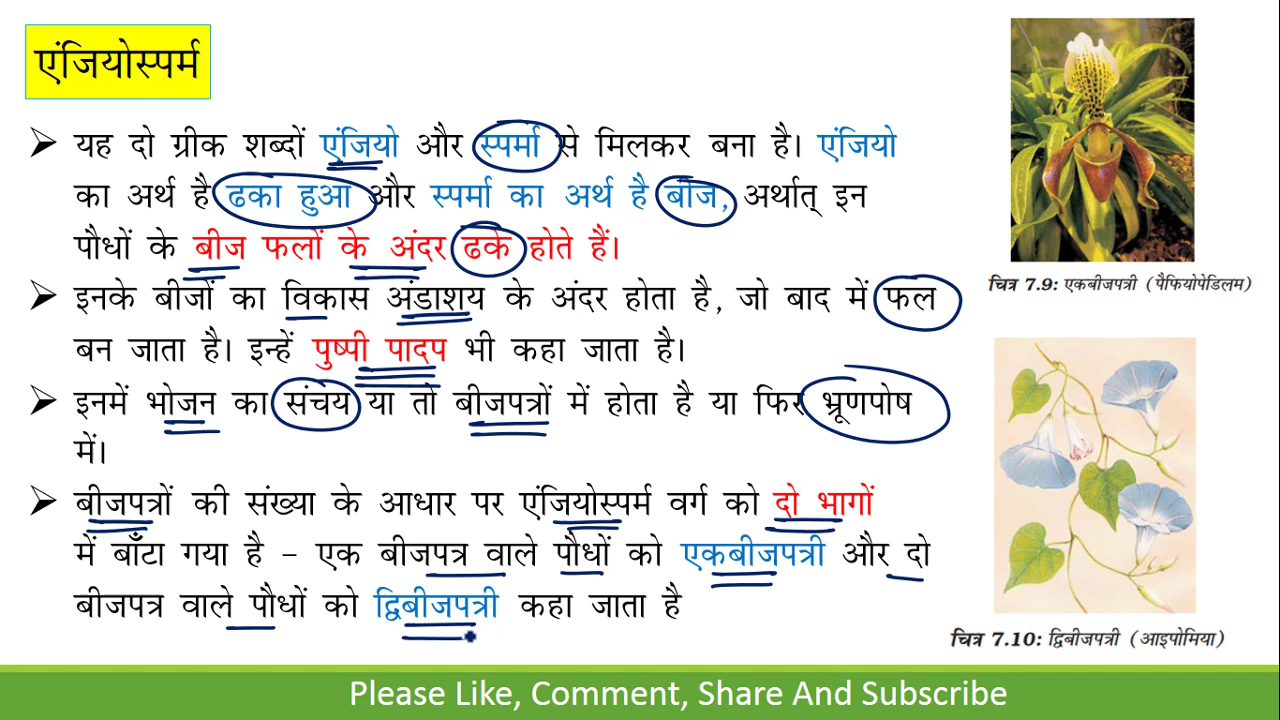 एंजियोस्पर्म
➢ यह दो ग्रीक शब्दों एंजियो और स्पर्मा से मिलकर बना है। एंजियो
का अर्थ है ढका हुआ और स्पर्मा का अर्थ है बीज, अर्थात् इन
पौधों के बीज फलों के अंदर ढके होते हैं।
➢ इनके बीजों का विकास अंडाशय के अंदर होता है, जो बाद में फल
बन जाता है। इन्हें पुष्पी पादप भी कहा जाता है।
➢ इनमें भोजन का संचय या तो बीजपत्रों में होता है या फिर भ्रूणपोष
में।
➢ बीजपत्रों की संख्या के आधार पर एंजियोस्पर्म वर्ग को दो भागों
में बाँटा गया है – एक बीजपत्र वाले पौधों को एकबीजपत्री और दो
बीजपत्र वाले पौधों को द्विबीजपत्री कहा जाता है
चित्र 7.9: एकबीजपत्री (पैफियोपेडिलम)
चित्र 7.10: द्विबीजपत्री (आइपोमिया)
Please Like, Comment, Share And Subscribe